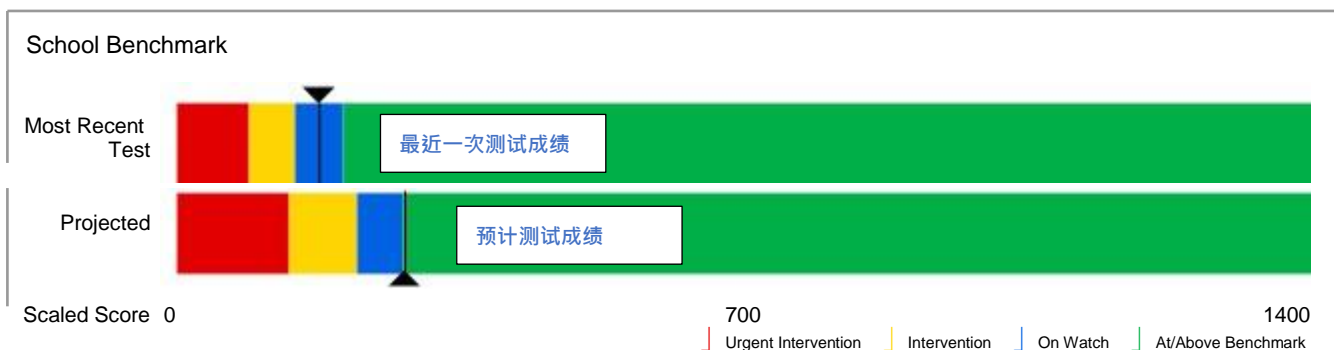 School Benchmark
Most Recent
Test
最近一次测试成绩
Projected
预计测试成绩
Scaled Score 0 700 1400
Urgent Intervention Intervention On Watch At/Above Benchmark